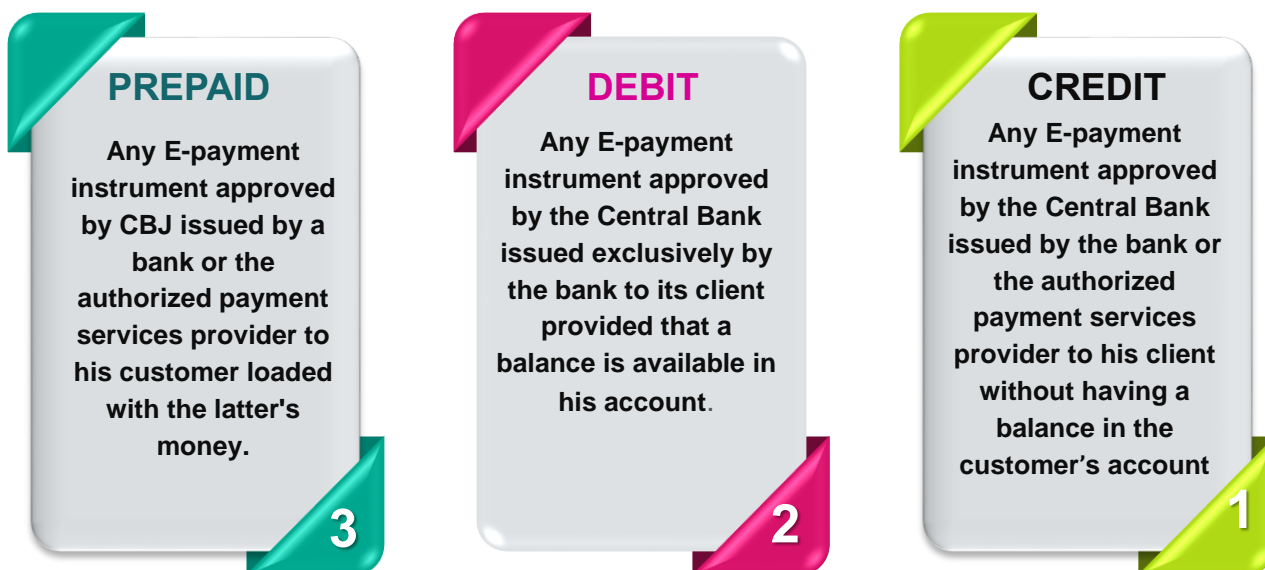 PREPAID
Any E-payment
instrument approved
by CBJ issued by a
bank or the
authorized payment
services provider to
his customer loaded
with the latter's
money.
3
DEBIT
Any E-payment
instrument approved
by the Central Bank
issued exclusively by
the bank to its client
provided that a
balance is available in
his account.
2
CREDIT
Any E-payment
instrument approved
by the Central Bank
issued by the bank or
the authorized
payment services
provider to his client
without having a
balance in the
customer’s account
1